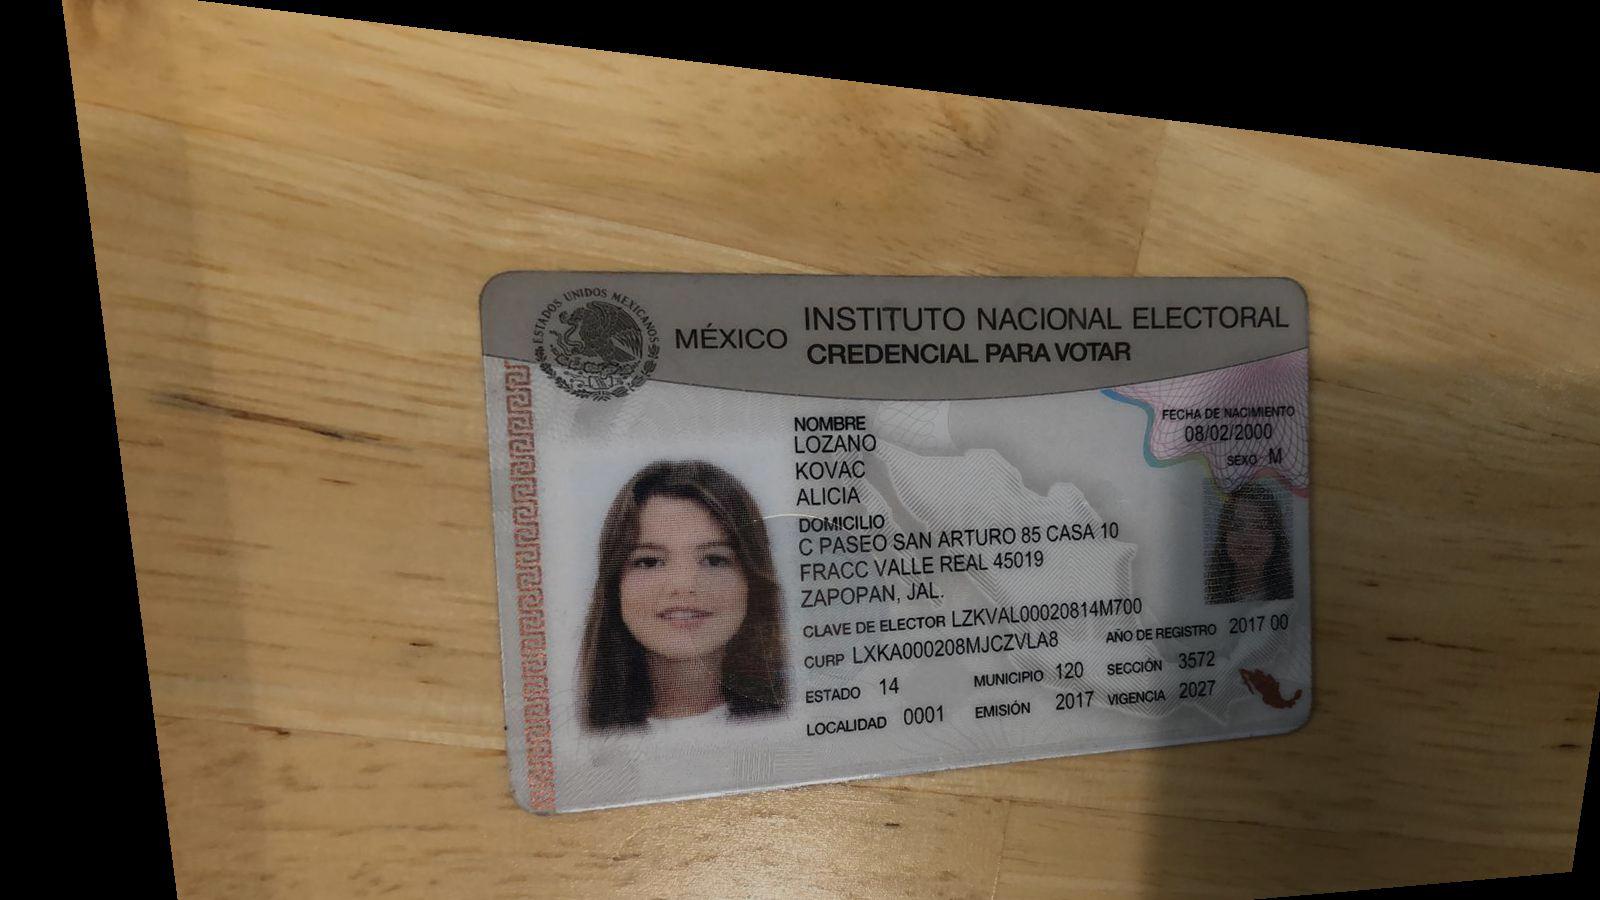 ESTADOS UNIDOS MEXICANOS
MÉXICO
INSTITUTO NACIONAL ELECTORAL
CREDENCIAL PARA VOTAR
NOMBRE
LOZANO
KOVAC
ALICIA
FECHA DE NACIMIENTO
08/02/2000
SEXO M
DOMICILIO
C PASEO SAN ARTURO 85 CASA 10
FRACC VALLE REAL 45019
ZAPOPAN, JAL.
CLAVE DE ELECTOR LZKVAL00020814M700
CURP LXKA000208MJCZVLA8 AÑO DE REGISTRO 2017 00
ESTADO 14 MUNICIPIO 120 SECCIÓN 3572
LOCALIDAD 0001 EMISIÓN 2017 VIGENCIA 2027